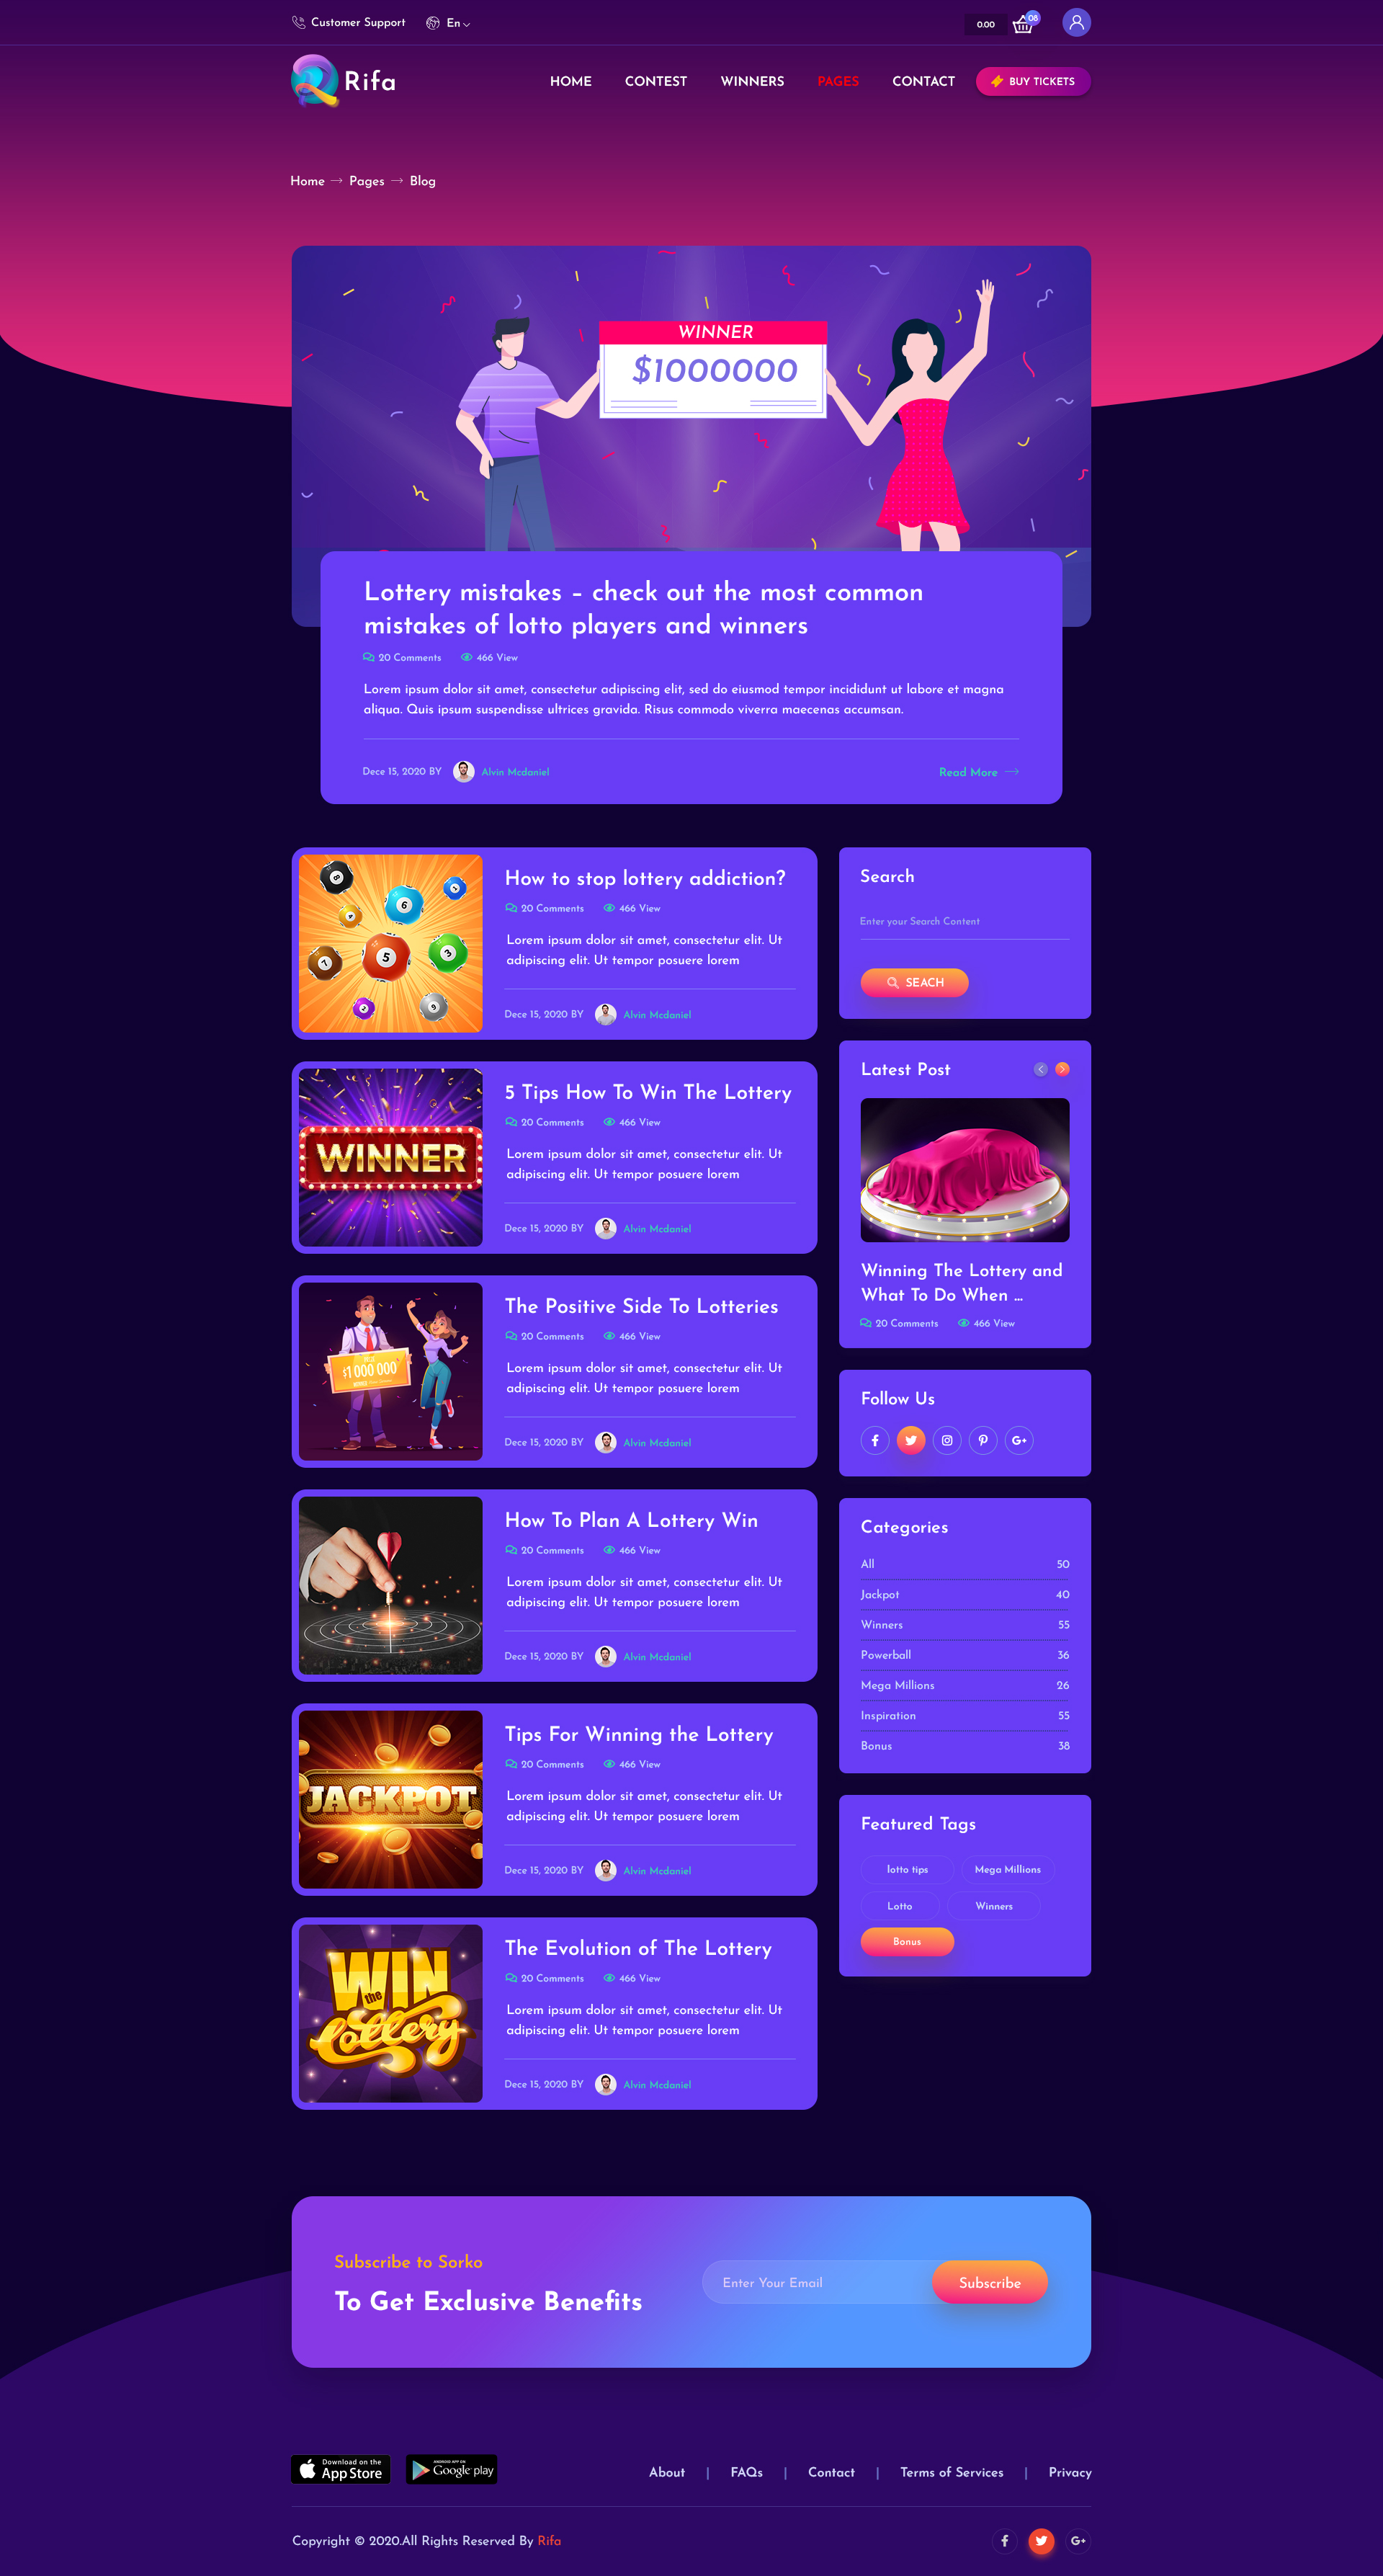 Customer Support
En
0.00
08
Rifa
HOME
CONTEST
WINNERS
PAGES
CONTACT
BUY TICKETS
Home
Pages
Blog
WINNER
$1000000
Lottery mistakes – check out the most common
mistakes of lotto players and winners
20 Comments
466 View
Lorem ipsum dolor sit amet, consectetur adipiscing elit, sed do eiusmod tempor incididunt ut labore et magna
aliqua. Quis ipsum suspendisse ultrices gravida. Risus commodo viverra maecenas accumsan.
Dece 15, 2020 BY
Alvin Mcdaniel
Read More
8
1
6
4
5
3
7
2
9
How to stop lottery addiction?
20 Comments
466 View
Lorem ipsum dolor sit amet, consectetur elit. Ut
adipiscing elit. Ut tempor posuere lorem
Dece 15, 2020 BY
Alvin Mcdaniel
WINNER
5 Tips How To Win The Lottery
20 Comments
466 View
Lorem ipsum dolor sit amet, consectetur elit. Ut
adipiscing elit. Ut tempor posuere lorem
Dece 15, 2020 BY
Alvin Mcdaniel
$1 000 000
The Positive Side To Lotteries
20 Comments
466 View
Lorem ipsum dolor sit amet, consectetur elit. Ut
adipiscing elit. Ut tempor posuere lorem
Dece 15, 2020 BY
Alvin Mcdaniel
How To Plan A Lottery Win
20 Comments
466 View
Lorem ipsum dolor sit amet, consectetur elit. Ut
adipiscing elit. Ut tempor posuere lorem
Dece 15, 2020 BY
Alvin Mcdaniel
JACKPOT
Tips For Winning the Lottery
20 Comments
466 View
Lorem ipsum dolor sit amet, consectetur elit. Ut
adipiscing elit. Ut tempor posuere lorem
Dece 15, 2020 BY
Alvin Mcdaniel
WIN
the
lottery
The Evolution of The Lottery
20 Comments
466 View
Lorem ipsum dolor sit amet, consectetur elit. Ut
adipiscing elit. Ut tempor posuere lorem
Dece 15, 2020 BY
Alvin Mcdaniel
Search
Enter your Search Content
SEACH
Latest Post
Winning The Lottery and
What To Do When ...
20 Comments
466 View
Follow Us
G+
Categories
All 50
Jackpot 40
Winners 55
Powerball 36
Mega Millions 26
Inspiration 55
Bonus 38
Featured Tags
lotto tips
Mega Millions
Lotto
Winners
Bonus
Subscribe to Sorko
To Get Exclusive Benefits
Enter Your Email
Subscribe
Download on the
App Store
ANDROID APP ON
Google play
About | FAQs | Contact | Terms of Services | Privacy
Copyright © 2020.All Rights Reserved By Rifa
G+